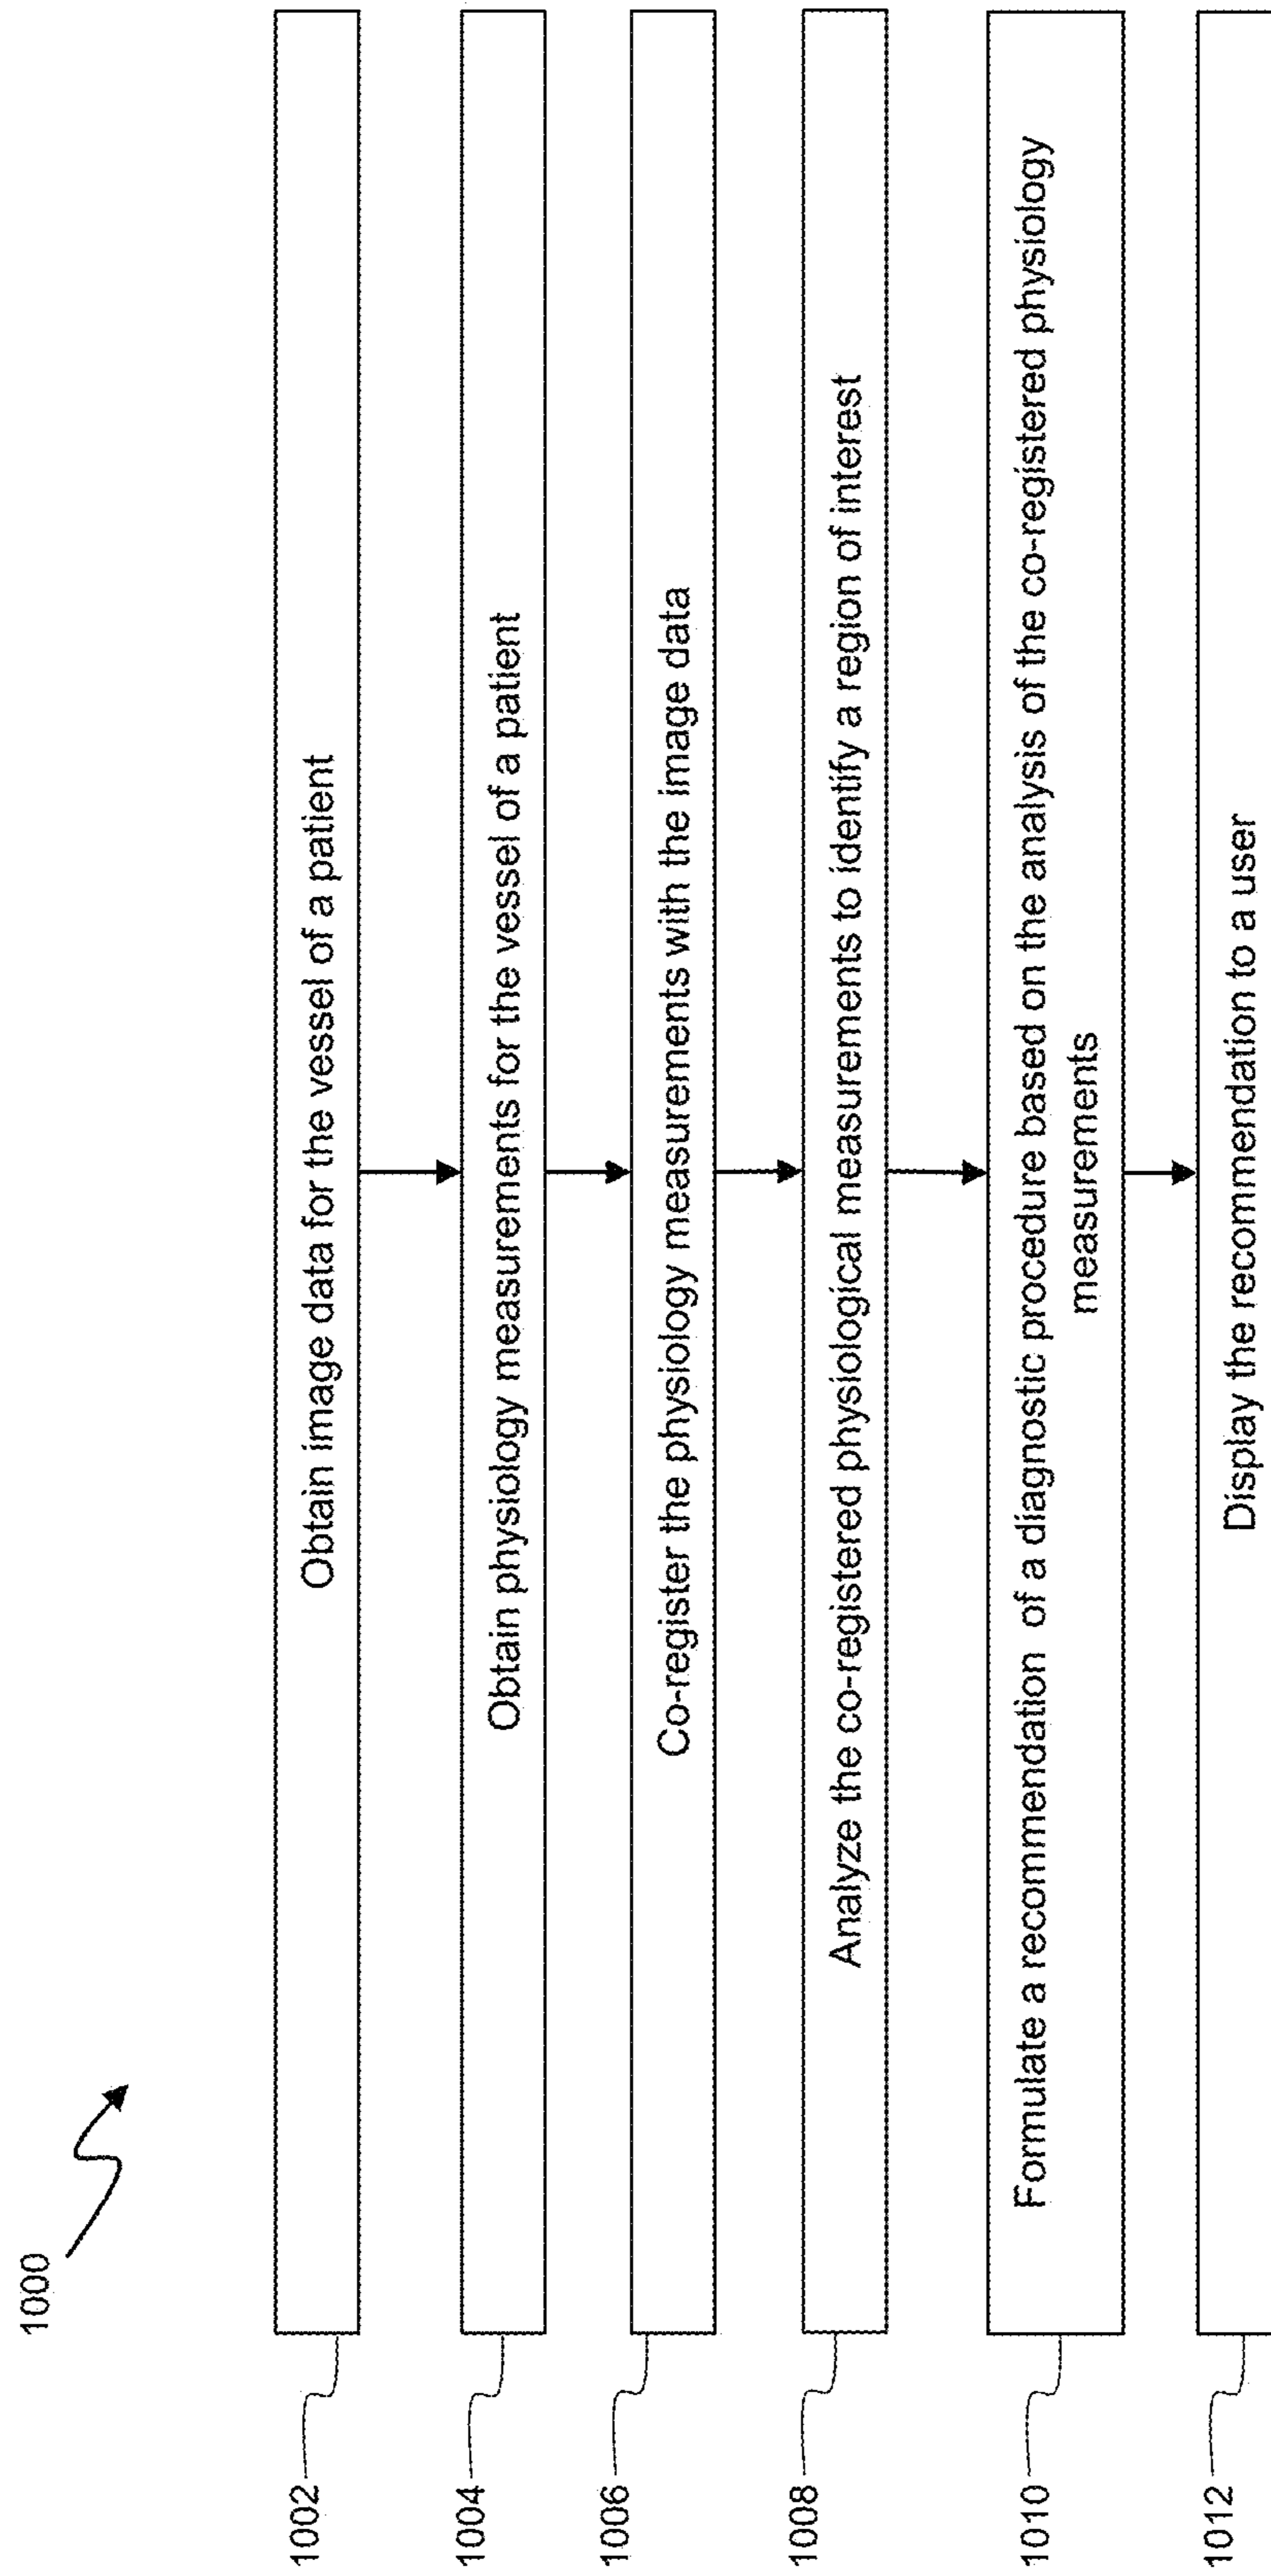 1000
1002
Obtain image data for the vessel of a patient
1004
Obtain physiology measurements for the vessel of a patient
1006
Co-register the physiology measurements with the image data
1008
Analyze the co-registered physiological measurements to identify a region of interest
1010
Formulate a recommendation of a diagnostic procedure based on the analysis of the co-registered physiology
measurements
1012
Display the recommendation to a user